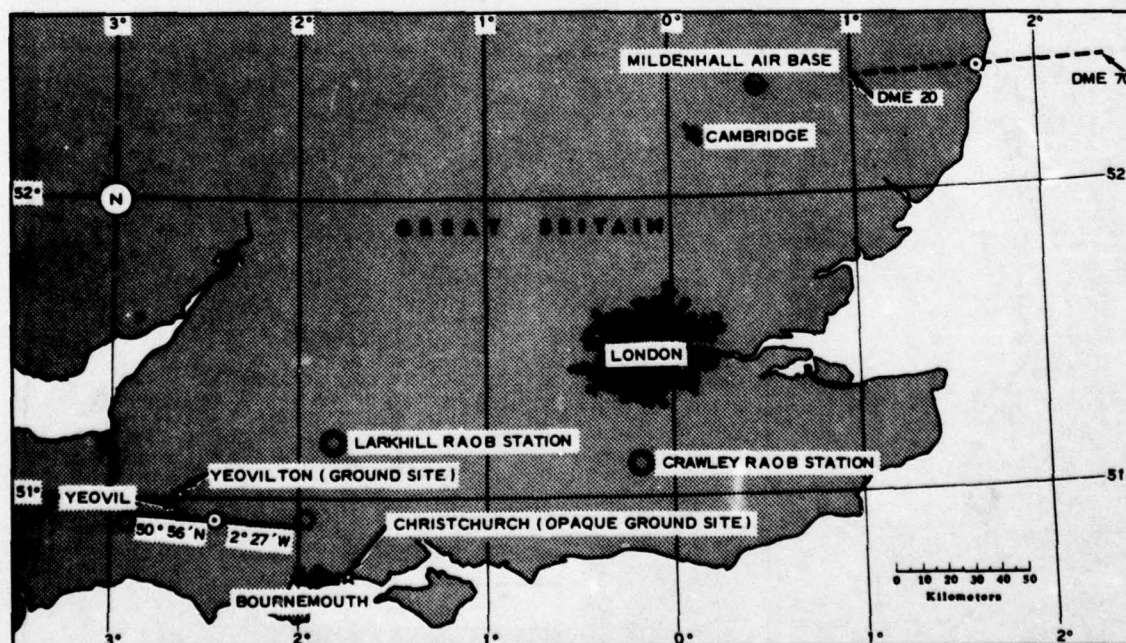 3° 2° 1° 0° 1° 2°
MILDENHALL AIR BASE
DME 20
DME 70
CAMBRIDGE
52° 52
N
GREAT BRITAIN
LONDON
LARKHILL RAOB STATION
CRAWLEY RAOB STATION
YEOVILTON (GROUND SITE)
51° 51
YEOVIL
50° 56´N 2° 27´W
CHRISTCHURCH (OPAQUE GROUND SITE)
BOURNEMOUTH
0 10 20 30 40 50
Kilometers
3° 2° 1° 0° 1° 2°